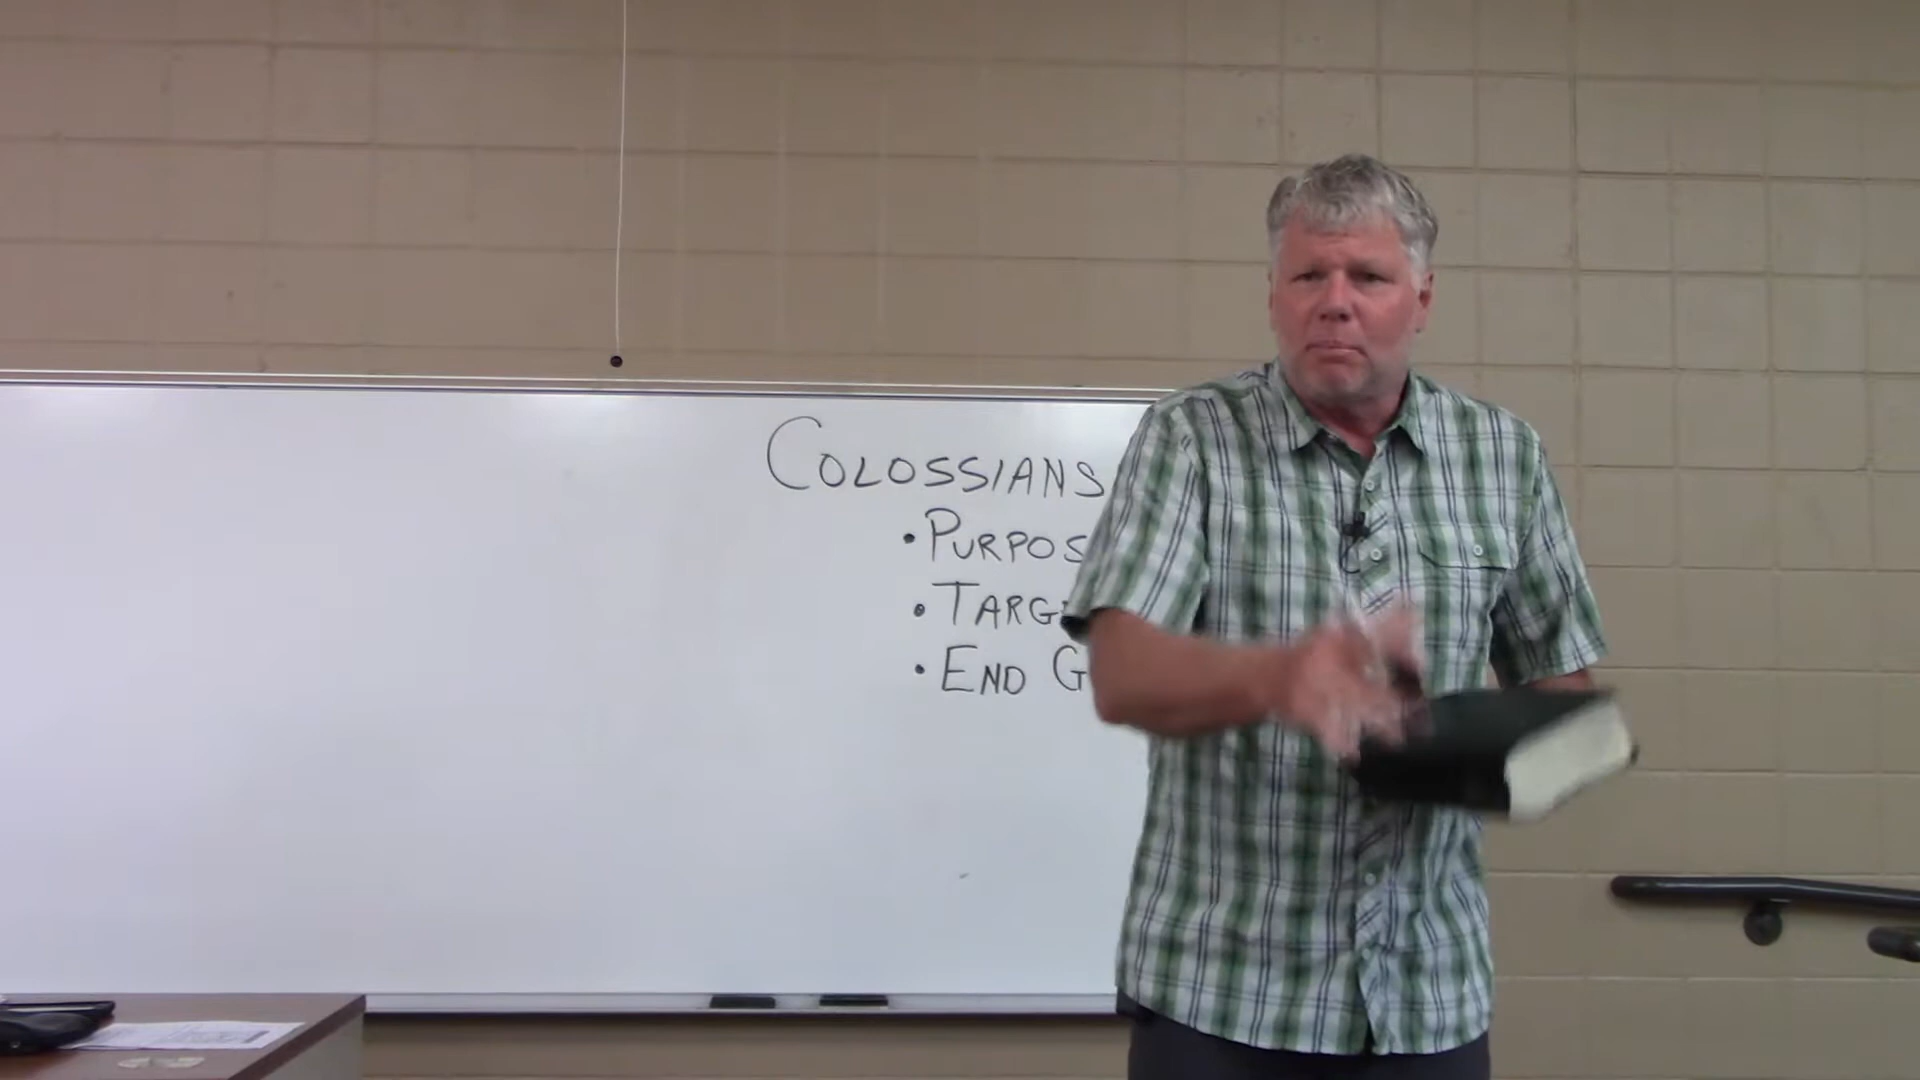 COLOSSIANS
• PURPOS
• TARG
• END G